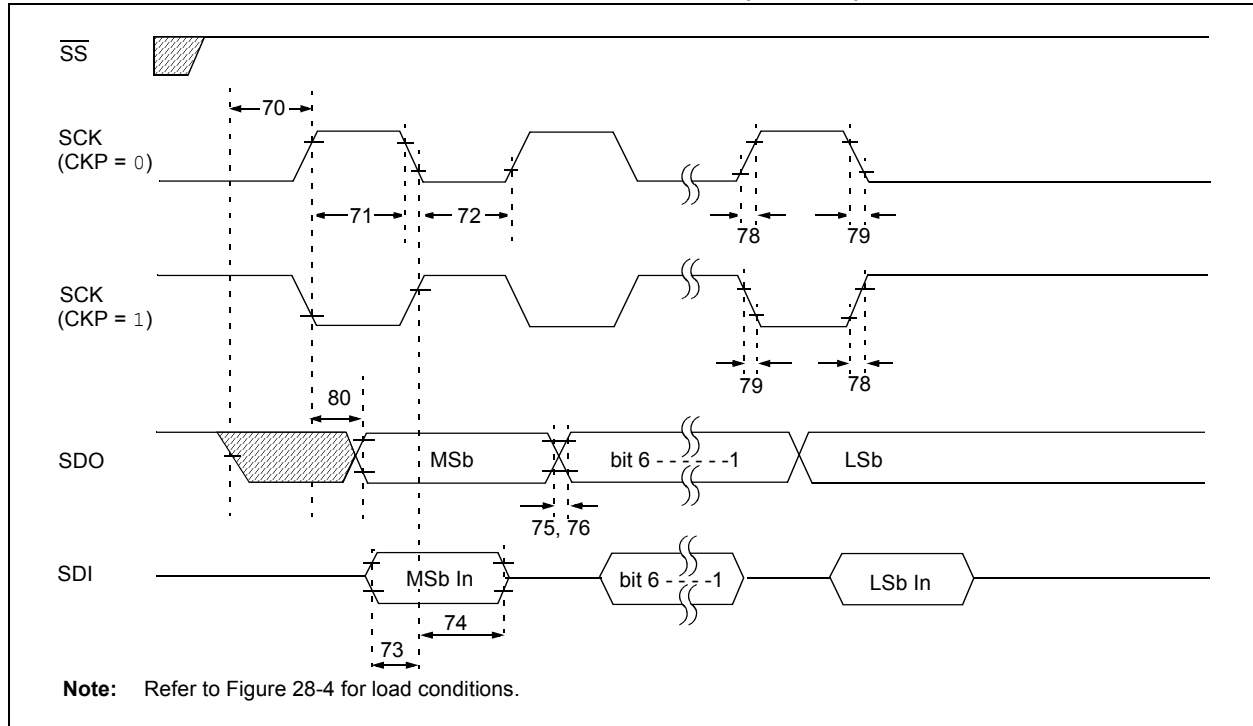 SS
70
SCK
(CKP = 0)
71
72
78
79
SCK
(CKP = 1)
79
78
80
SDO
MSb
bit 6 - - - - - -1
LSb
75, 76
SDI
MSb In
bit 6 - - - - -1
LSb In
74
73
Note: Refer to Figure 28-4 for load conditions.